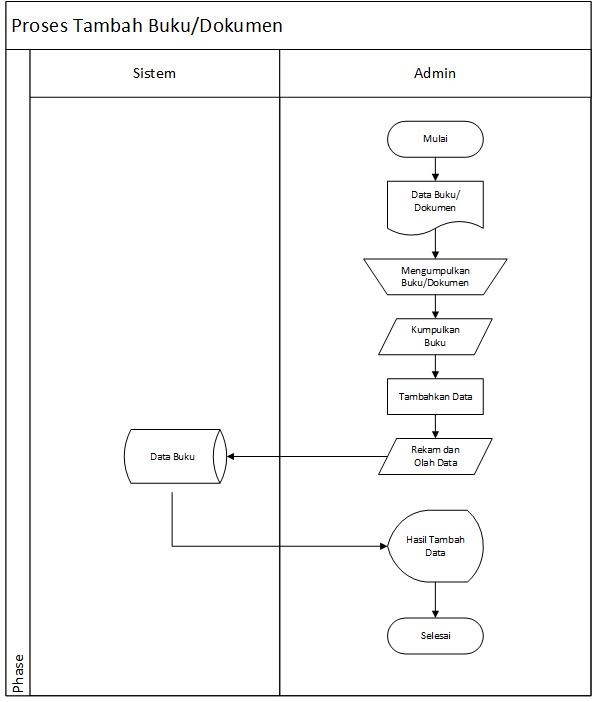 Proses Tambah Buku/Dokumen
Sistem
Admin
Mulai
Data Buku/
Dokumen
Mengumpulkan
Buku/Dokumen
Kumpulkan
Buku
Tambahkan Data
Rekam dan
Olah Data
Data Buku
Hasil Tambah
Data
Selesai
Phase